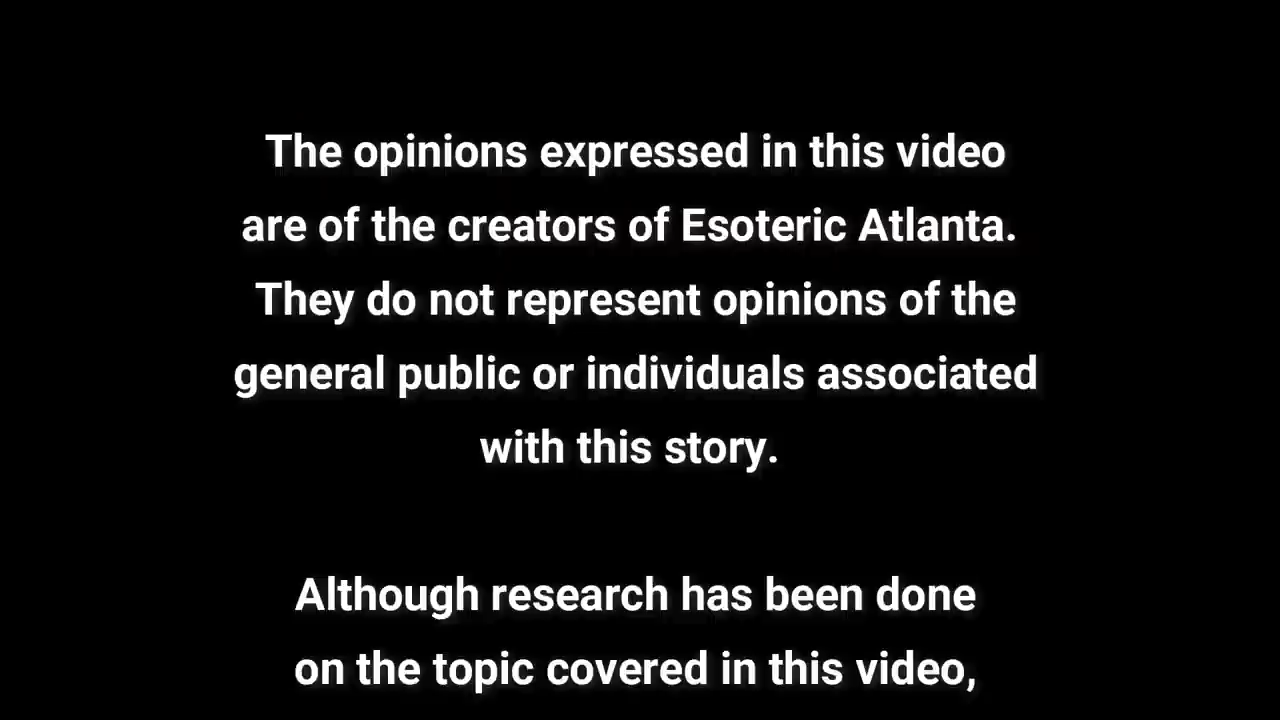 The opinions expressed in this video
are of the creators of Esoteric Atlanta.
They do not represent opinions of the
general public or individuals associated
with this story.
Although research has been done
on the topic covered in this video,